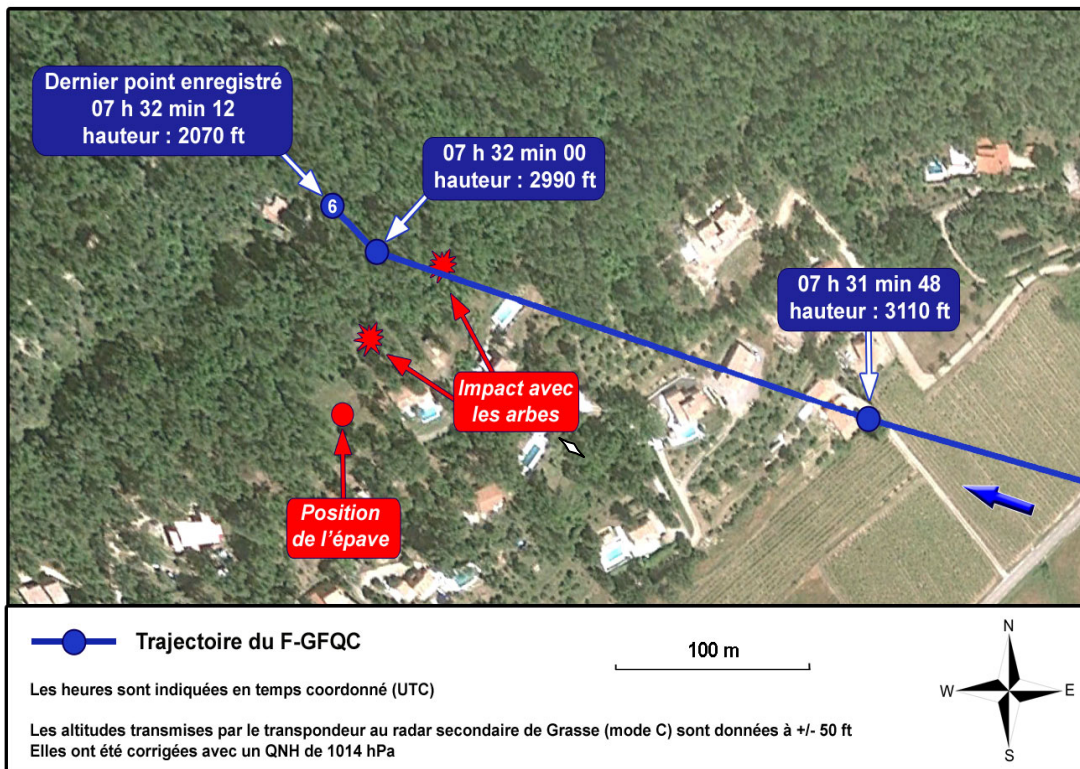 Dernier point enregistré
07 h 32 min 12
hauteur : 2070 ft
6
07 h 32 min 00
hauteur : 2990 ft
07 h 31 min 48
hauteur : 3110 ft
Impact avec
les arbes
Position
de l'épave
Trajectoire du F-GFQC
100 m
Les heures sont indiquées en temps coordonné (UTC)
Les altitudes transmises par le transpondeur au radar secondaire de Grasse (mode C) sont données à +/- 50 ft
Elles ont été corrigées avec un QNH de 1014 hPa
N
W
E
S